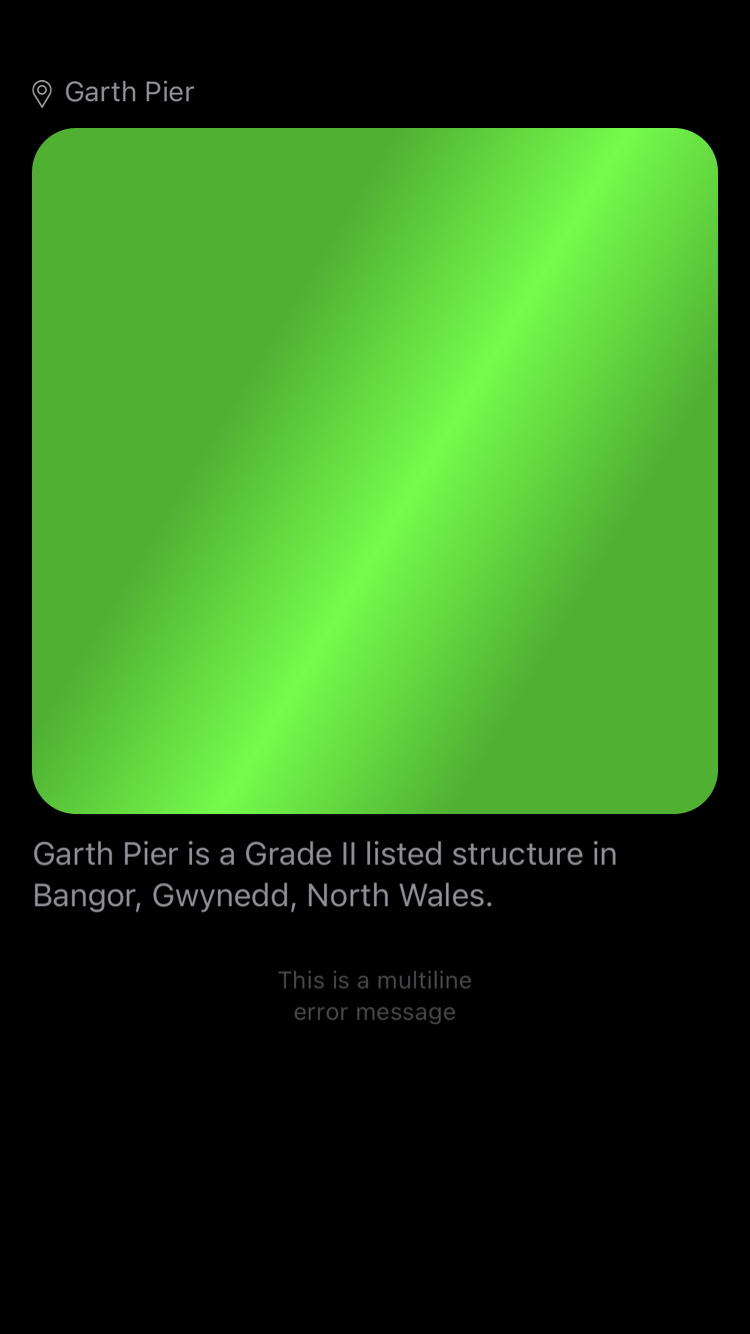 Garth Pier
Garth Pier is a Grade II listed structure in
Bangor, Gwynedd, North Wales.
This is a multiline
error message